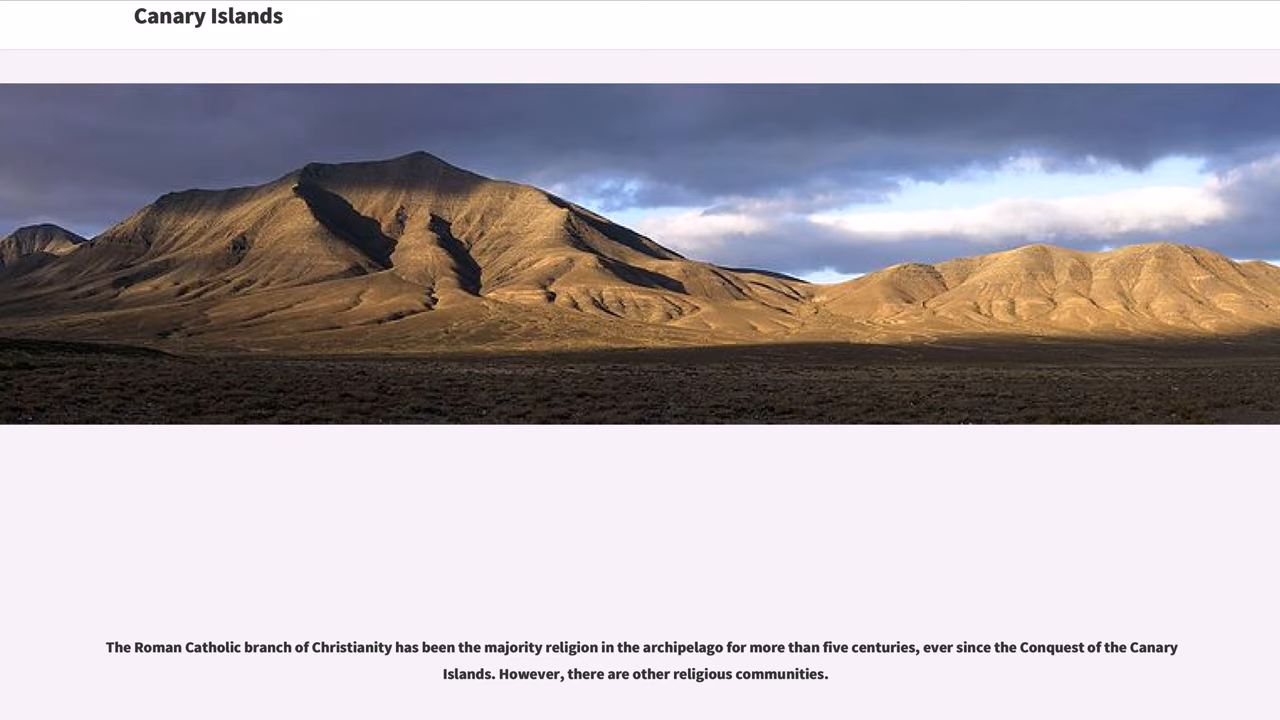 Canary Islands
The Roman Catholic branch of Christianity has been the majority religion in the archipelago for more than five centuries, ever since the Conquest of the Canary
Islands. However, there are other religious communities.